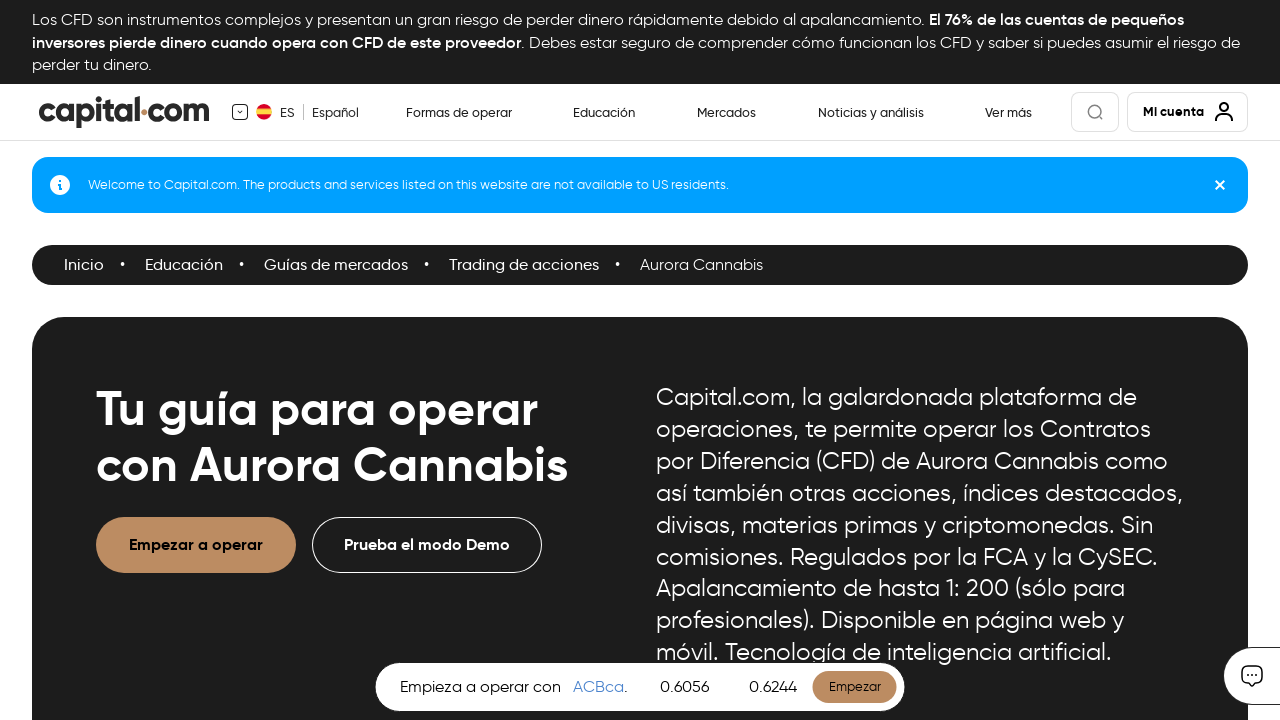 Los CFD son instrumentos complejos y presentan un gran riesgo de perder dinero rápidamente debido al apalancamiento. El 76% de las cuentas de pequeños
inversores pierde dinero cuando opera con CFD de este proveedor. Debes estar seguro de comprender cómo funcionan los CFD y saber si puedes asumir el riesgo de
perder tu dinero.
capital.com
ES
Español
Formas de operar
Educación
Mercados
Noticias y análisis
Ver más
Mi cuenta
Welcome to Capital.com. The products and services listed on this website are not available to US residents.
Inicio • Educación • Guías de mercados • Trading de acciones • Aurora Cannabis
Tu guía para operar
con Aurora Cannabis
Empezar a operar
Prueba el modo Demo
Capital.com, la galardonada plataforma de
operaciones, te permite operar los Contratos
por Diferencia (CFD) de Aurora Cannabis como
así también otras acciones, índices destacados,
divisas, materias primas y criptomonedas. Sin
comisiones. Regulados por la FCA y la CySEC.
Apalancamiento de hasta 1: 200 (sólo para
profesionales). Disponible en página web y
móvil. Tecnología de inteligencia artificial.
Empieza a operar con ACBca. 0.6056 0.6244 Empezar